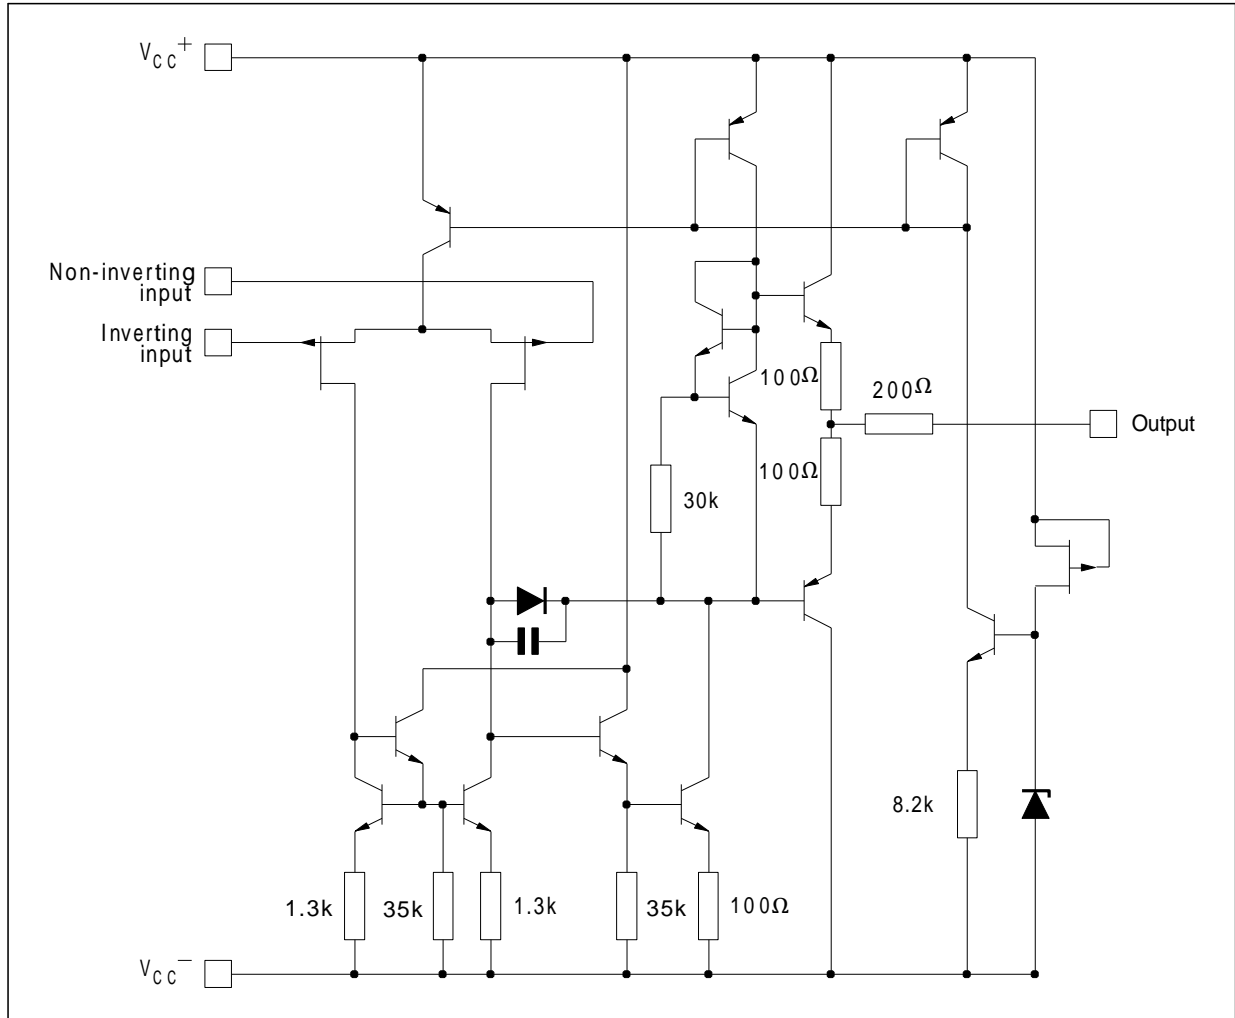 VCC+
Non-inverting
input
Inverting
input
100Ω
200Ω
Output
100Ω
30k
8.2k
1.3k
35k
1.3k
35k
100Ω
VCC−